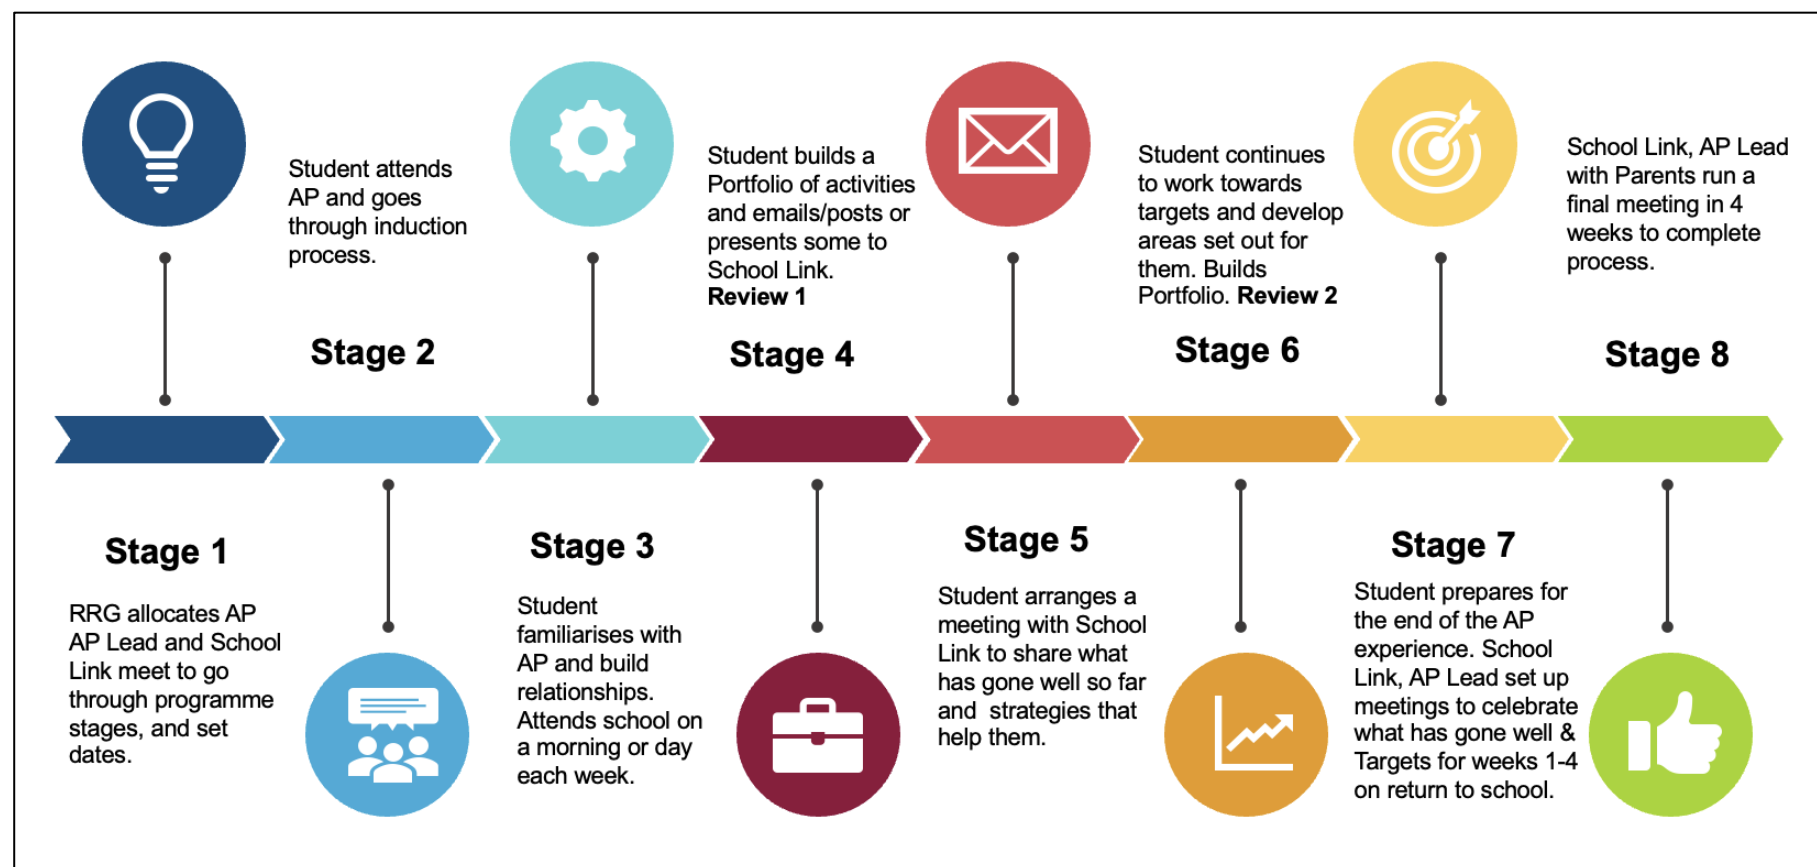 Stage 1
RRG allocates AP
AP Lead and School
Link meet to go
through programme
stages, and set
dates.
Student attends
AP and goes
through induction
process.
Stage 2
Stage 3
Student
familiarises with
AP and build
relationships.
Attends school on
a morning or day
each week.
Student builds a
Portfolio of activities
and emails/posts or
presents some to
School Link.
Review 1
Stage 4
Stage 5
Student arranges a
meeting with School
Link to share what
has gone well so far
and  strategies that
help them.
Student continues
to work towards
targets and develop
areas set out for
them. Builds
Portfolio. Review 2
Stage 6
Stage 7
Student prepares for
the end of the AP
experience. School
Link, AP Lead set up
meetings to celebrate
what has gone well &
Targets for weeks 1-4
on return to school.
School Link, AP Lead
with Parents run a
final meeting in 4
weeks to complete
process.
Stage 8